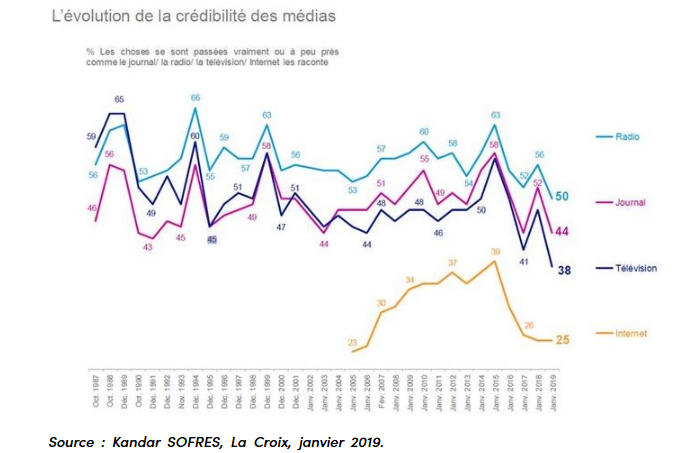 L'évolution de la crédibilité des médias
% Les choses se sont passées vraiment ou à peu près
comme le journal/ la radio/ la télévision/ Internet les raconte
66
65
63
63
59
60
59
60
58
58
58
57
57
56
56
56
56
55
55
54
53
53
52
52
51
51
51
50
50
49
49
49
48
48
47
46
46
45
45
44
44
44
43
41
39
38
37
34
30
26
25
23
Radio
Journal
Télévision
Internet
Oct. 1987
Oct. 1988
Déc. 1989
Oct. 1990
Déc. 1991
Déc. 1992
Nov. 1993
Déc. 1994
Déc. 1995
Déc. 1996
Déc. 1997
Déc. 1998
Déc. 1999
Déc. 2000
Déc. 2001
Janv. 2002
Janv. 2003
Janv. 2004
Janv. 2005
Janv. 2006
Fév. 2007
Janv. 2008
Janv. 2009
Janv. 2010
Janv. 2011
Janv. 2012
Janv. 2013
Janv. 2014
Janv. 2015
Janv. 2016
Janv. 2017
Janv. 2018
Janv. 2019
Source : Kandar SOFRES, La Croix, janvier 2019.